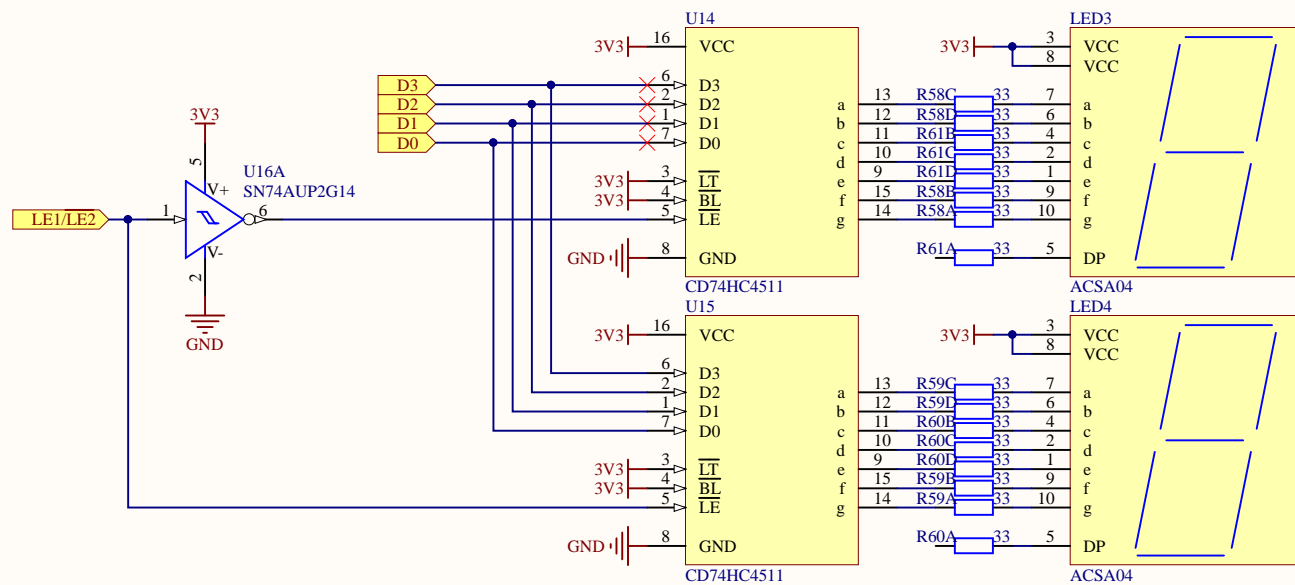 U14
LED3
3V3
16
VCC
3V3
3
VCC
8
VCC
D3
6
D3
D2
2
D2
a
13
R58C
33
7
a
D1
1
D1
b
12
R58D
33
6
b
D0
7
D0
c
11
R61B
33
4
c
d
10
R61C
33
2
d
3V3
3
LT
e
9
R61D
33
1
e
3V3
4
BL
f
15
R58B
33
9
f
5
LE
g
14
R58A
33
10
g
GND
8
GND
R61A
33
5
DP
CD74HC4511
ACSA04
3V3
5
U16A
SN74AUP2G14
V+
LE1/LE2
1
6
V-
2
GND
U15
LED4
3V3
16
VCC
3V3
3
VCC
8
VCC
6
D3
2
D2
a
13
R59C
33
7
a
1
D1
b
12
R59D
33
6
b
7
D0
c
11
R60B
33
4
c
d
10
R60C
33
2
d
3V3
3
LT
e
9
R60D
33
1
e
3V3
4
BL
f
15
R59B
33
9
f
5
LE
g
14
R59A
33
10
g
GND
8
GND
R60A
33
5
DP
CD74HC4511
ACSA04